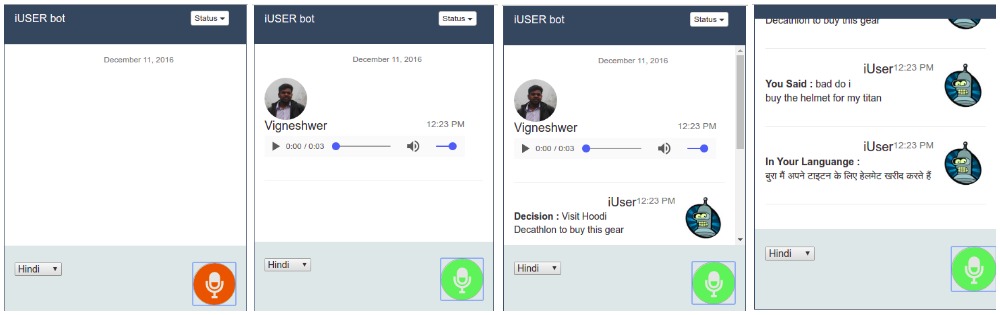 iUSER bot
Status
December 11, 2016
Hindi
iUSER bot
Status
December 11, 2016
Vigneshwer
12:23 PM
0:00 / 0:03
Hindi
iUSER bot
Status
December 11, 2016
Vigneshwer
12:23 PM
0:00 / 0:03
iUser 12:23 PM
Decision : Visit Hoodi
Decathlon to buy this gear
Hindi
Decathlon to buy this gear
iUser 12:23 PM
You Said : bad do i
buy the helmet for my titan
iUser 12:23 PM
In Your Languange :
बुरा मैं अपने टाइटन के लिए हेलमेट खरीद करते हैं
Hindi